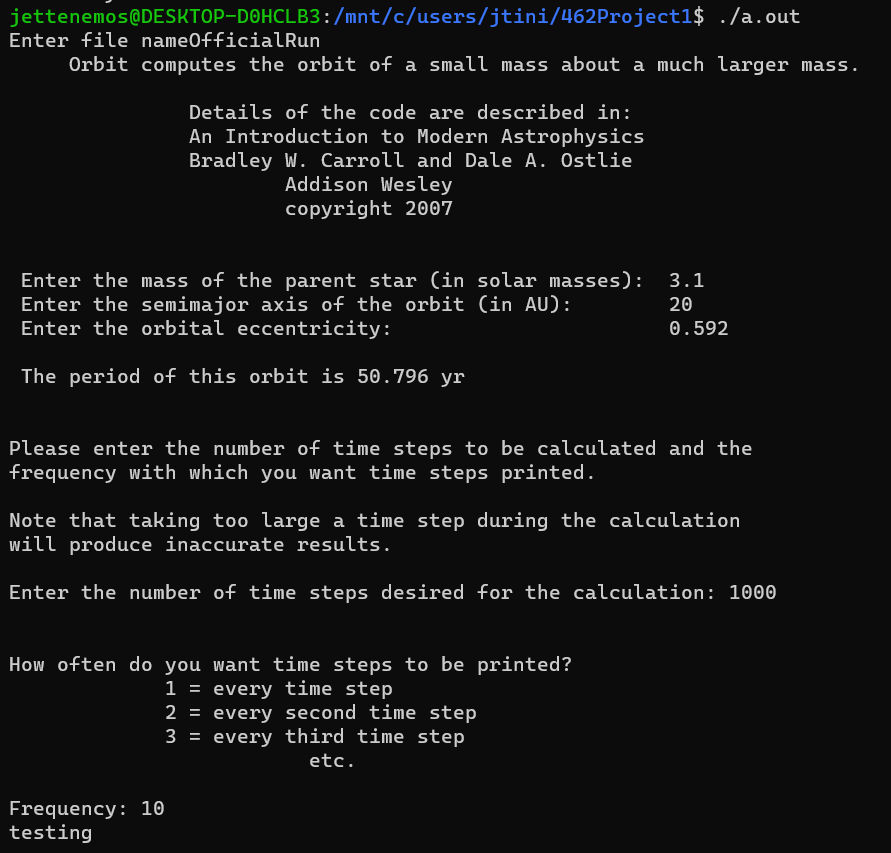 jettenemos@DESKTOP-D0HCLB3:/mnt/c/users/jtini/462Project1$ ./a.out
Enter file nameOfficialRun
Orbit computes the orbit of a small mass about a much larger mass.
Details of the code are described in:
An Introduction to Modern Astrophysics
Bradley W. Carroll and Dale A. Ostlie
Addison Wesley
copyright 2007
Enter the mass of the parent star (in solar masses): 3.1
Enter the semimajor axis of the orbit (in AU): 20
Enter the orbital eccentricity: 0.592
The period of this orbit is 50.796 yr
Please enter the number of time steps to be calculated and the
frequency with which you want time steps printed.
Note that taking too large a time step during the calculation
will produce inaccurate results.
Enter the number of time steps desired for the calculation: 1000
How often do you want time steps to be printed?
1 = every time step
2 = every second time step
3 = every third time step
etc.
Frequency: 10
testing